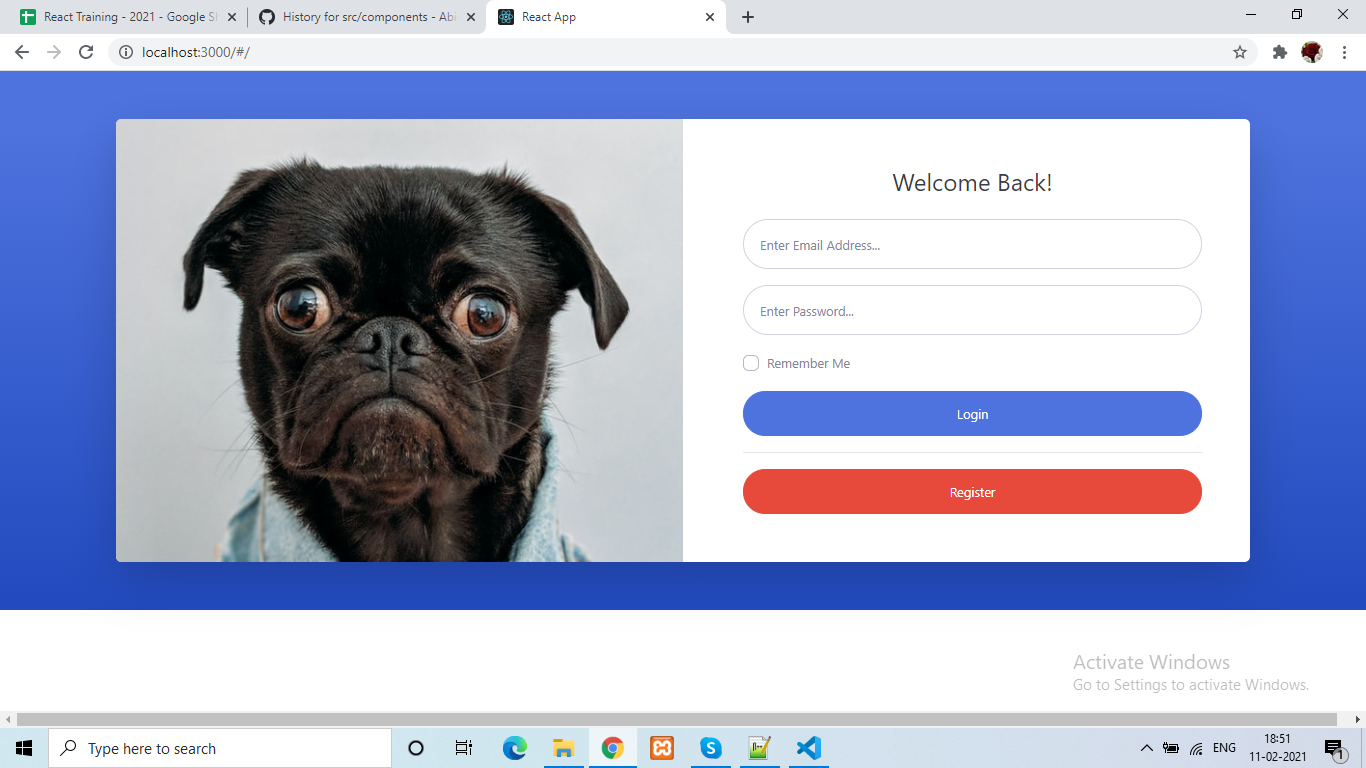 React Training - 2021 - Google Sh
History for src/components - Abi
React App
localhost:3000/#/
Welcome Back!
Enter Email Address...
Enter Password...
Remember Me
Login
Register
Activate Windows
Go to Settings to activate Windows.
Type here to search
ENG
18:51
11-02-2021
1